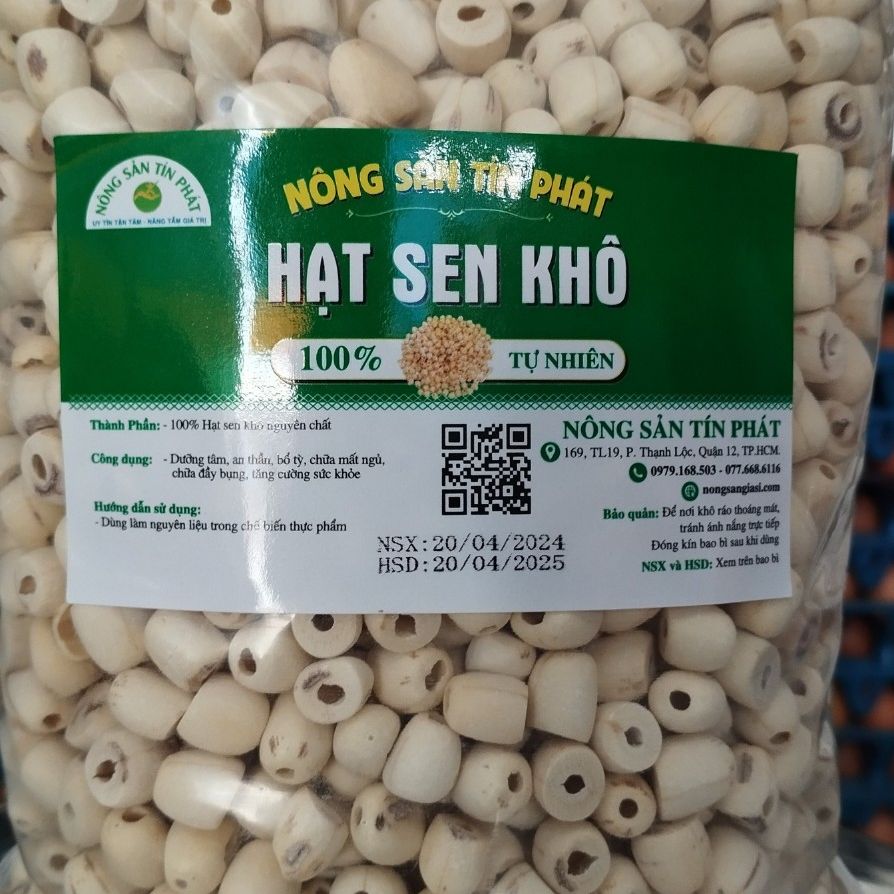 NÔNG SẢN TÍN PHÁT
UY TÍN TẬN TÂM - NÂNG TẦM GIÁ TRỊ
NÔNG SẢN TÍN PHÁT
HẠT SEN KHÔ
100% TỰ NHIÊN
Thành Phần: - 100% Hạt sen khô nguyên chất
Công dụng: - Dưỡng tâm, an thần, bổ tỳ, chữa mất ngủ,
chữa đầy bụng, tăng cường sức khỏe
Hướng dẫn sử dụng:
- Dùng làm nguyên liệu trong chế biến thực phẩm
NÔNG SẢN TÍN PHÁT
169, TL19, P. Thạnh Lộc, Quận 12, TP.HCM.
0979.168.503 - 077.668.6116
nongsangiasi.com
Bảo quản: Để nơi khô ráo thoáng mát,
tránh ánh nắng trực tiếp
Đóng kín bao bì sau khi dùng
NSX và HSD: Xem trên bao bì
NSX:20/04/2024
HSD:20/04/2025